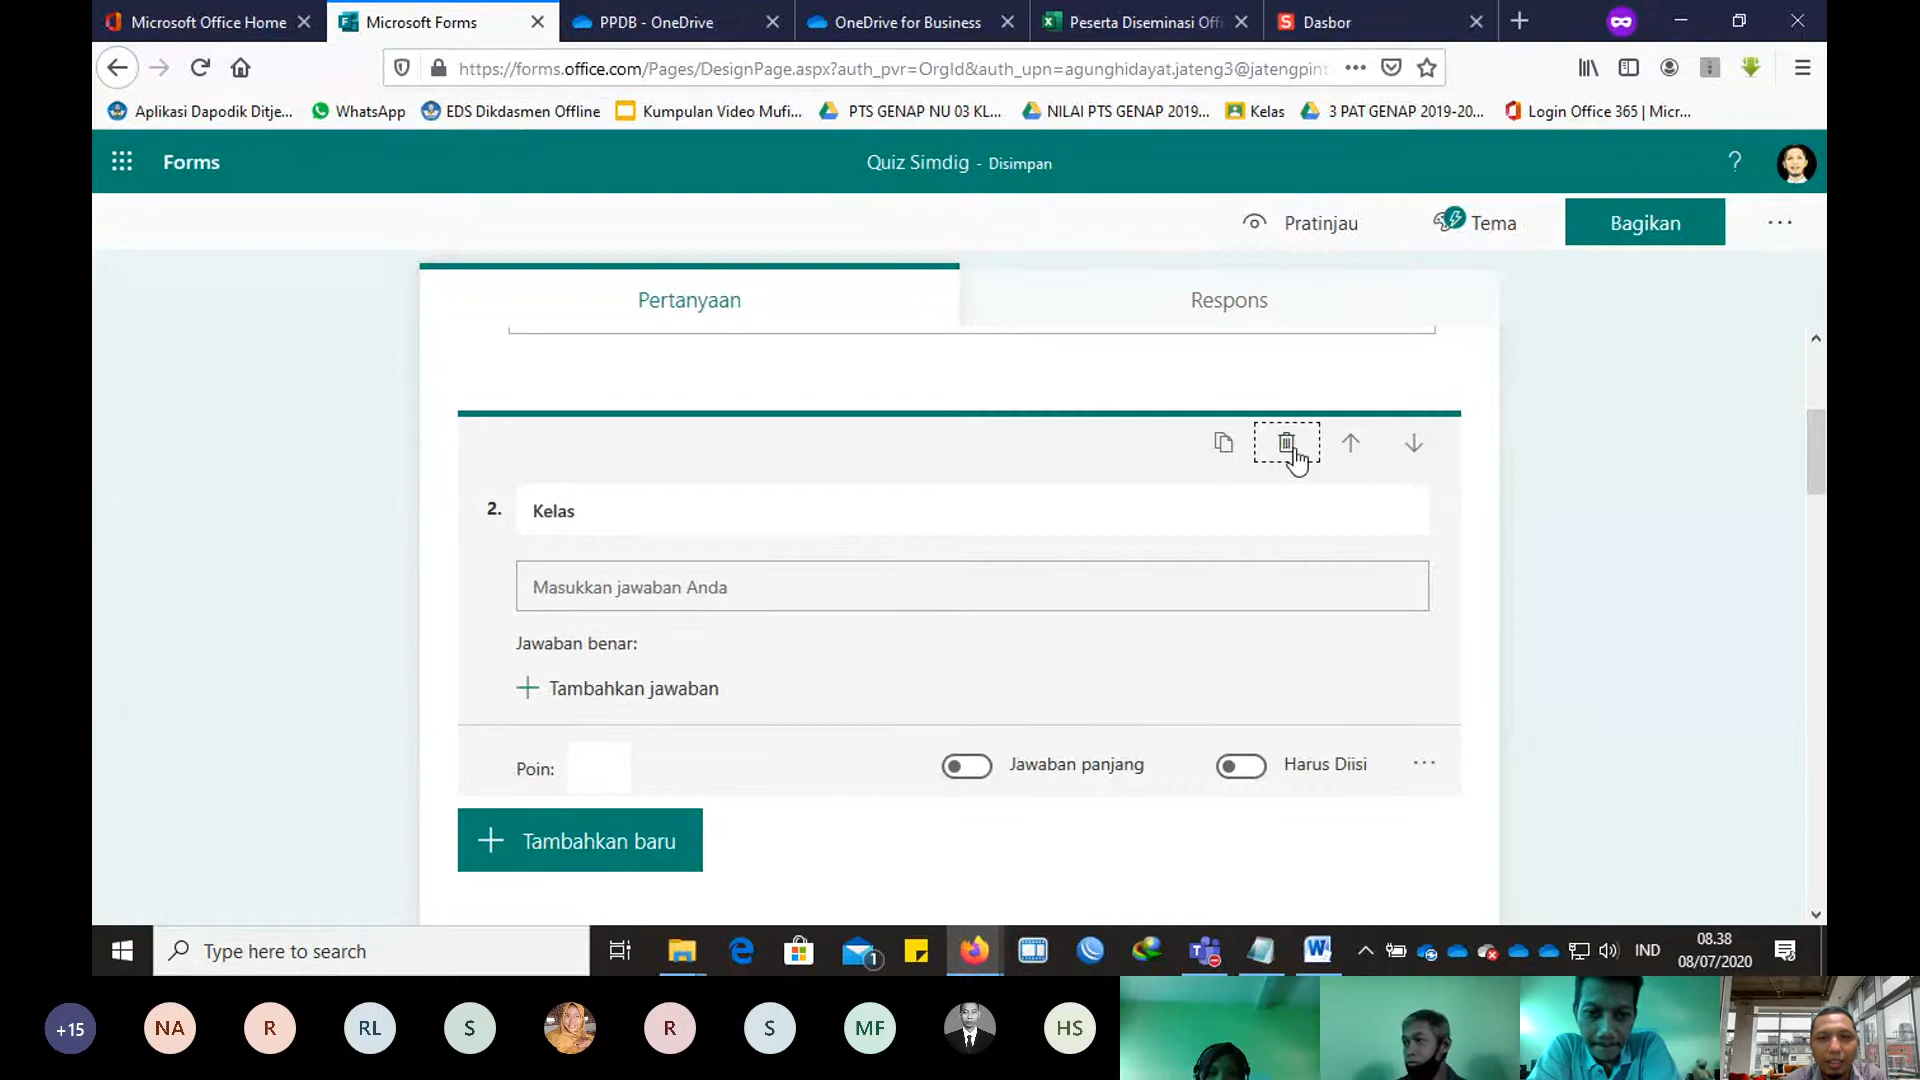 Microsoft Office Home
Microsoft Forms
PPDB - OneDrive
OneDrive for Business
Peserta Diseminasi Offi
Dasbor
https://forms.office.com/Pages/DesignPage.aspx?auth_pvr=OrgId&auth_upn=agunghidayat.jateng3@jatengpint
Aplikasi Dapodik Ditje...
WhatsApp
EDS Dikdasmen Offline
Kumpulan Video Mufi...
PTS GENAP NU 03 KL...
NILAI PTS GENAP 2019...
Kelas
3 PAT GENAP 2019-20...
Login Office 365 | Micr...
Forms
Quiz Simdig - Disimpan
?
Pratinjau
Tema
Bagikan
Pertanyaan
Respons
2.
Kelas
Masukkan jawaban Anda
Jawaban benar:
Tambahkan jawaban
Poin:
Jawaban panjang
Harus Diisi
Tambahkan baru
Type here to search
1
IND
08.38
08/07/2020
+15
NA
R
RL
S
R
S
MF
HS